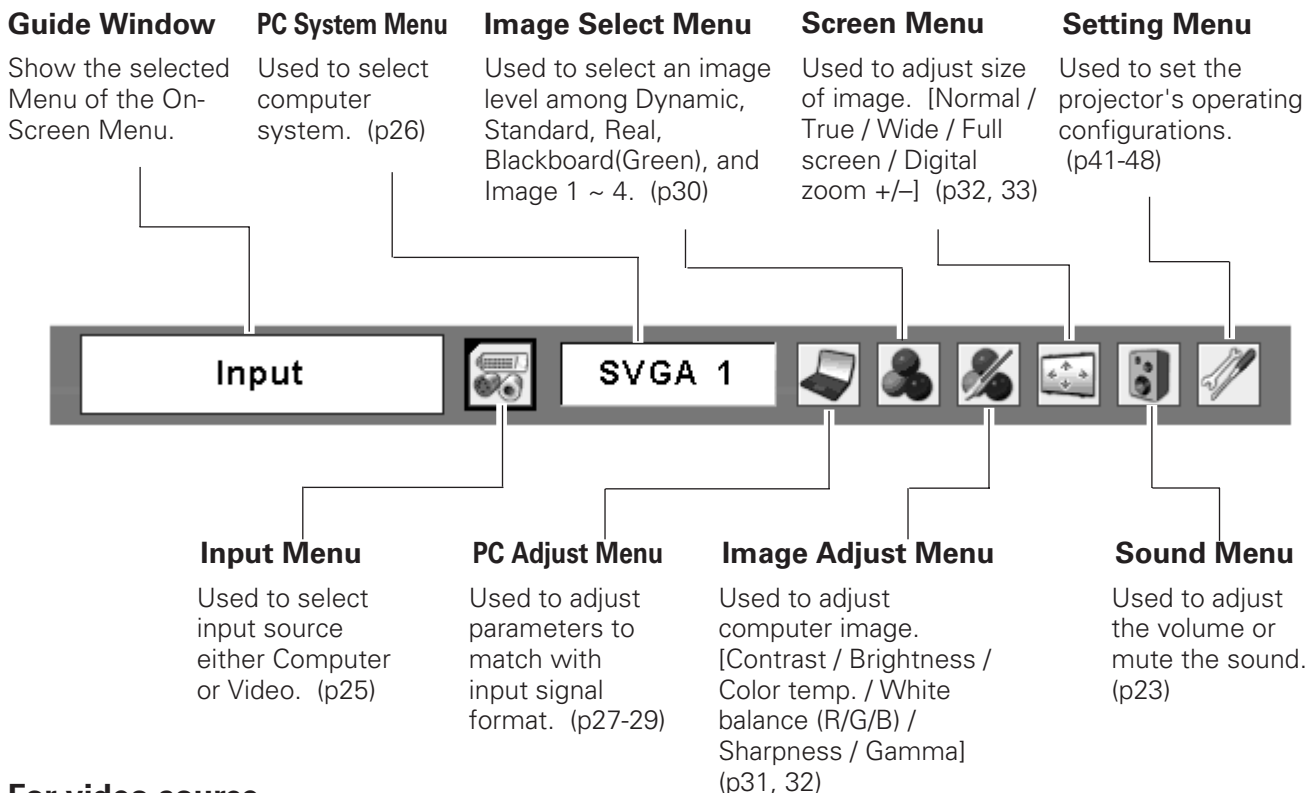 Guide Window
Show the selected
Menu of the On-
Screen Menu.
PC System Menu
Used to select
computer
system. (p26)
Image Select Menu
Used to select an image
level among Dynamic,
Standard, Real,
Blackboard(Green), and
Image 1 ~ 4. (p30)
Screen Menu
Used to adjust size
of image. [Normal /
True / Wide / Full
screen / Digital
zoom +/–] (p32, 33)
Setting Menu
Used to set the
projector's operating
configurations.
(p41-48)
Input
SVGA 1
Input Menu
Used to select
input source
either Computer
or Video. (p25)
PC Adjust Menu
Used to adjust
parameters to
match with
input signal
format. (p27-29)
Image Adjust Menu
Used to adjust
computer image.
[Contrast / Brightness /
Color temp. / White
balance (R/G/B) /
Sharpness / Gamma]
(p31, 32)
Sound Menu
Used to adjust
the volume or
mute the sound.
(p23)
For video source